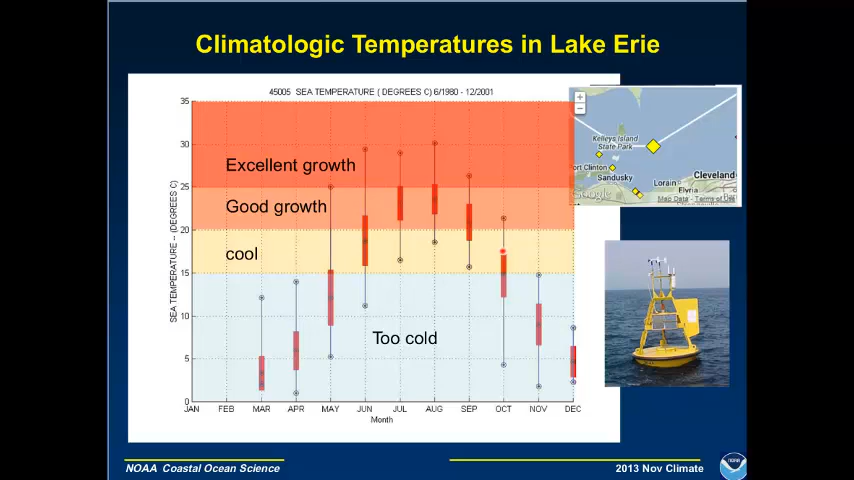 Climatologic Temperatures in Lake Erie
45005 SEA TEMPERATURE ( DEGREES C) 6/1980 - 12/2001
35
30
25
20
15
10
5
0
SEA TEMPERATURE -- (DEGREES C)
Excellent growth
Good growth
cool
Too cold
JAN FEB MAR APR MAY JUN JUL AUG SEP OCT NOV DEC
Month
+
−
Kelleys Island
State Park
ort Clinton
Sandusky
Lorain
Cleveland
Elyria
Google
Map Data - Terms of Use
NOAA Coastal Ocean Science
2013 Nov Climate
NOAA